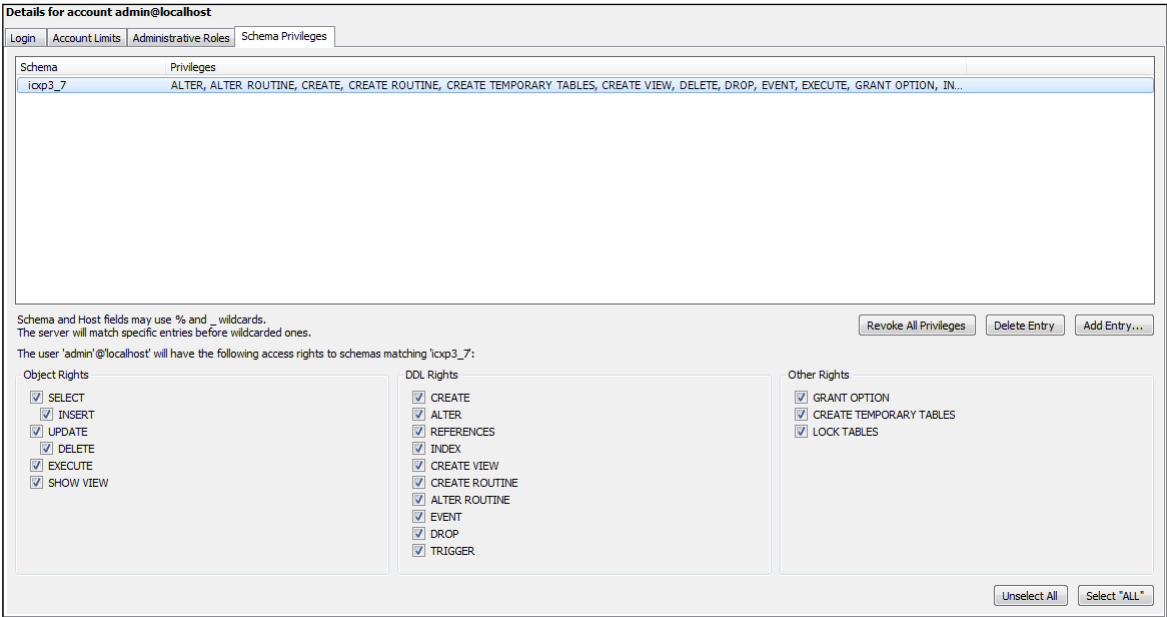 Details for account admin@localhost
Login Account Limits Administrative Roles Schema Privileges
Schema Privileges
icxp3_7 ALTER, ALTER ROUTINE, CREATE, CREATE ROUTINE, CREATE TEMPORARY TABLES, CREATE VIEW, DELETE, DROP, EVENT, EXECUTE, GRANT OPTION, IN...
Schema and Host fields may use % and _ wildcards.
The server will match specific entries before wildcarded ones.
Revoke All Privileges Delete Entry Add Entry...
The user 'admin'@'localhost' will have the following access rights to schemas matching 'icxp3_7':
Object Rights
SELECT
INSERT
UPDATE
DELETE
EXECUTE
SHOW VIEW
DDL Rights
CREATE
ALTER
REFERENCES
INDEX
CREATE VIEW
CREATE ROUTINE
ALTER ROUTINE
EVENT
DROP
TRIGGER
Other Rights
GRANT OPTION
CREATE TEMPORARY TABLES
LOCK TABLES
Unselect All Select "ALL"